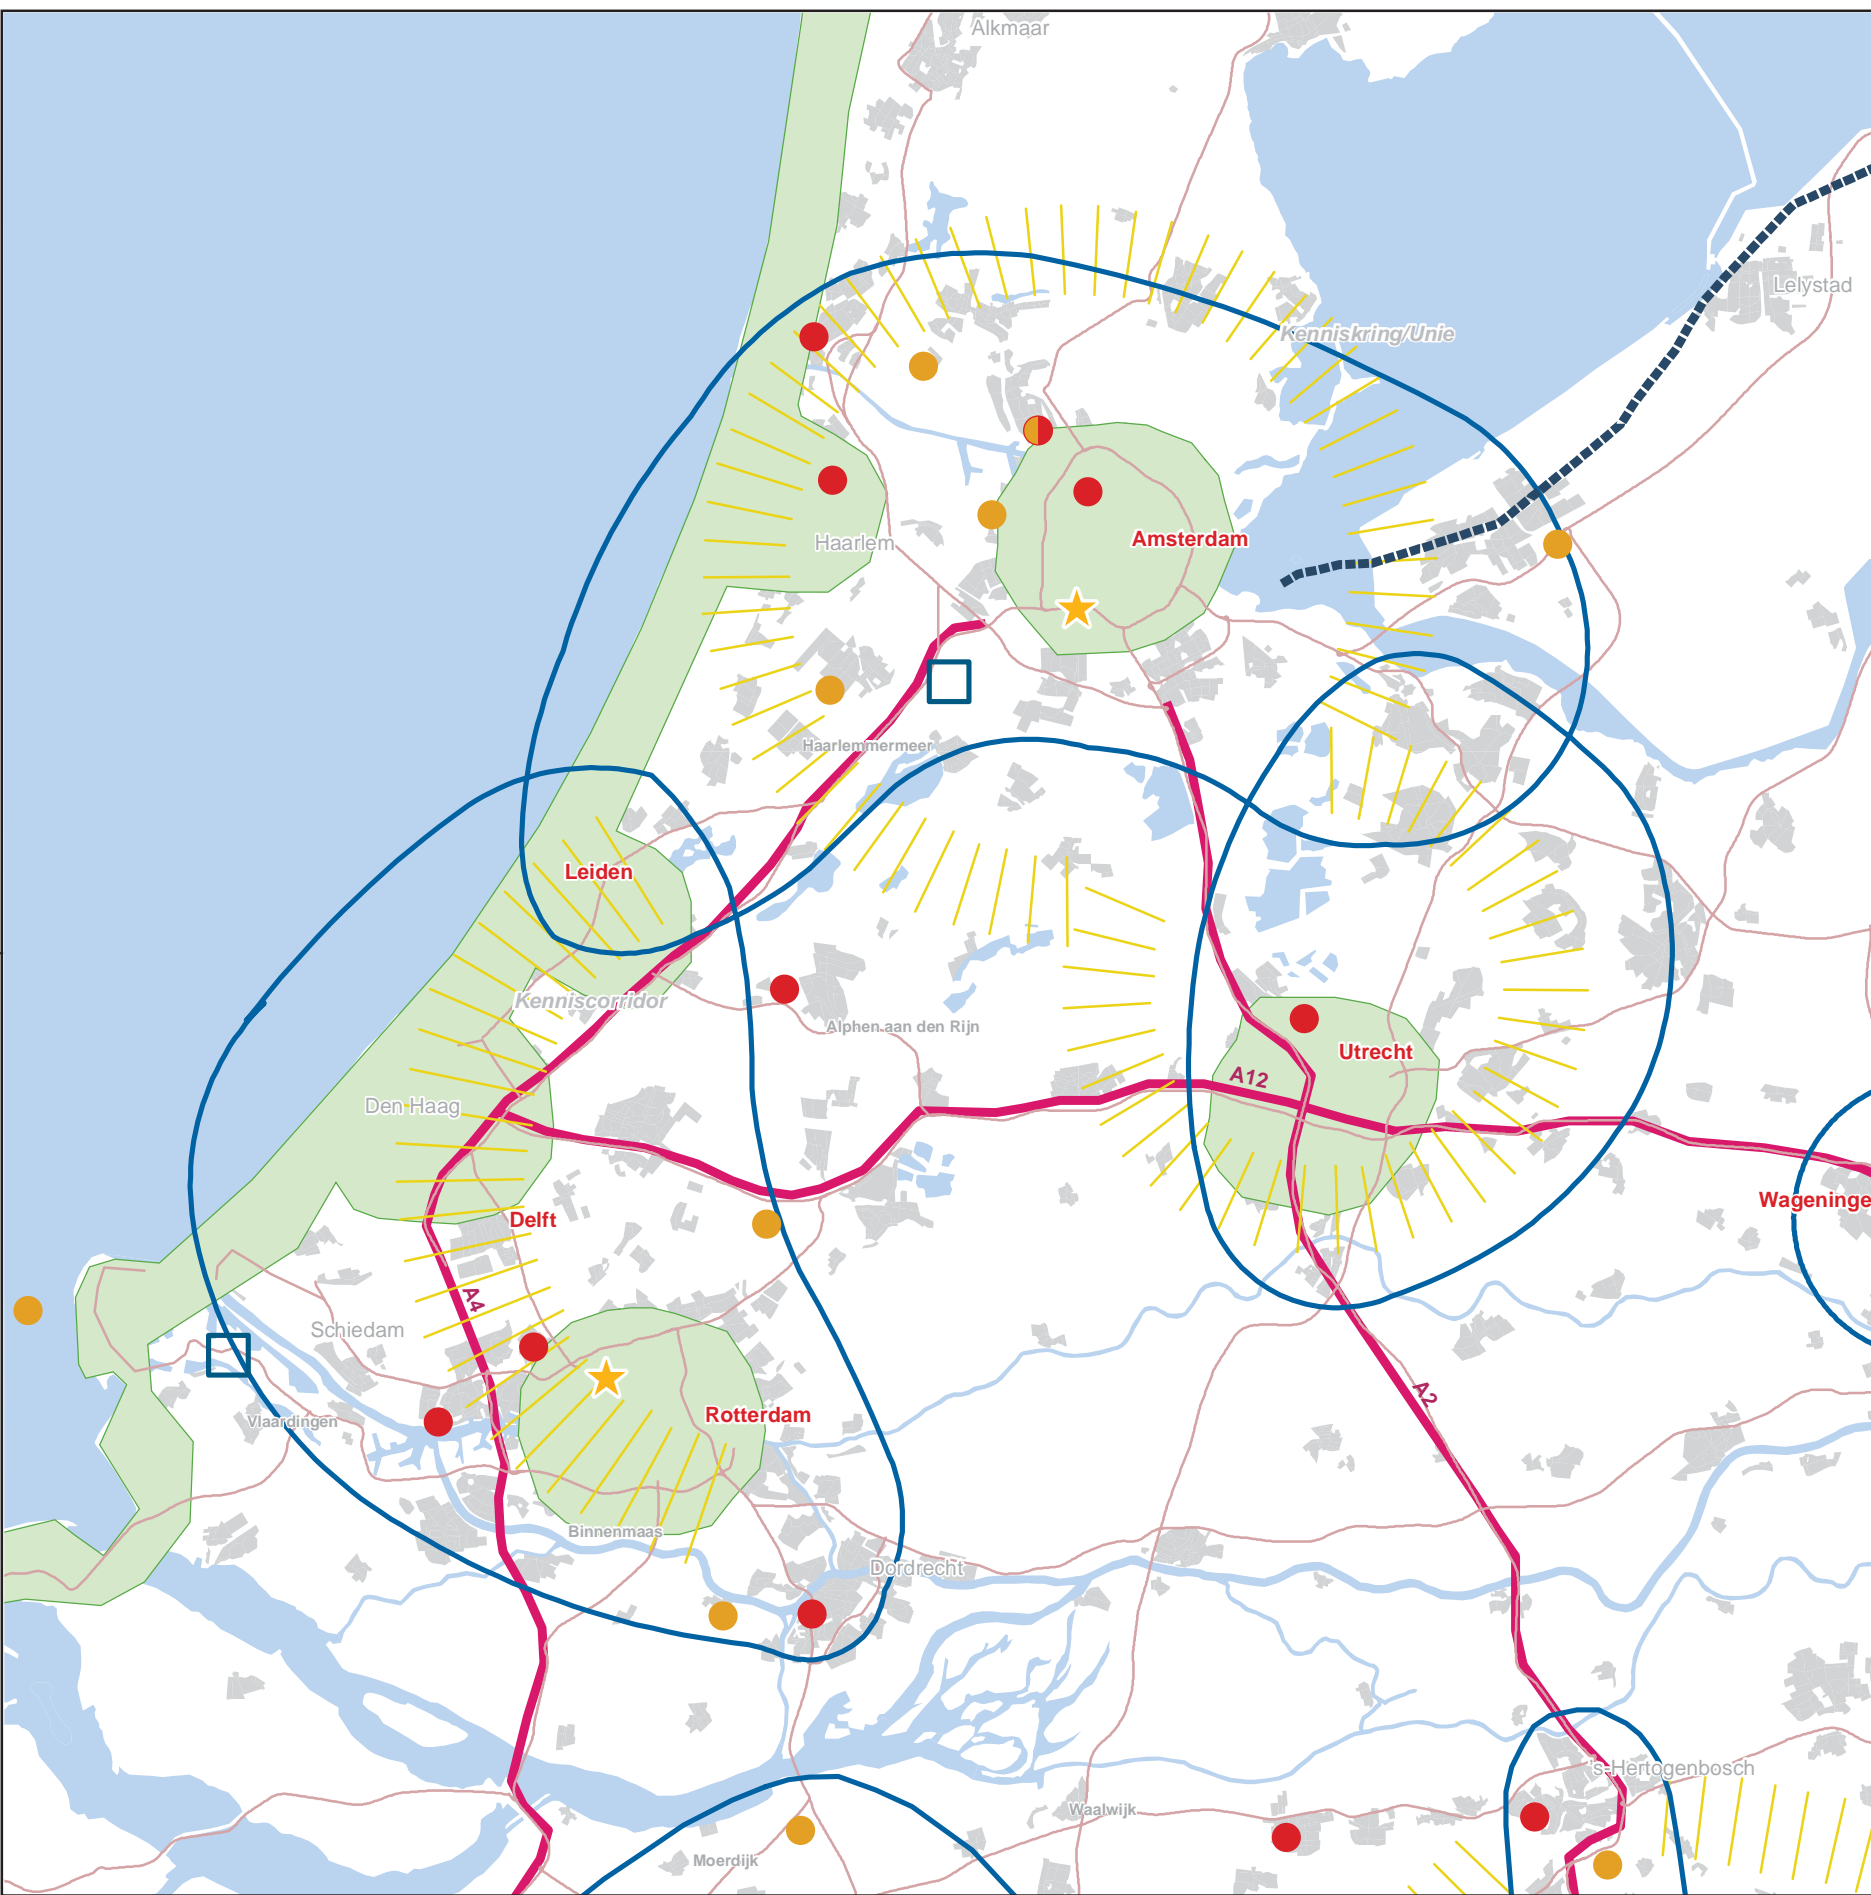 Alkmaar
Lelystad
Kenniskring/Unie
Amsterdam
Haarlem
Haarlemmermeer
Leiden
Kenniscorridor
Alphen aan den Rijn
Utrecht
A12
Den Haag
Wageninge
Delft
A4
Schiedam
A2
Rotterdam
Vlaardingen
Binnenmaas
Dordrecht
's-Hertogenbosch
Waalwijk
Moerdijk